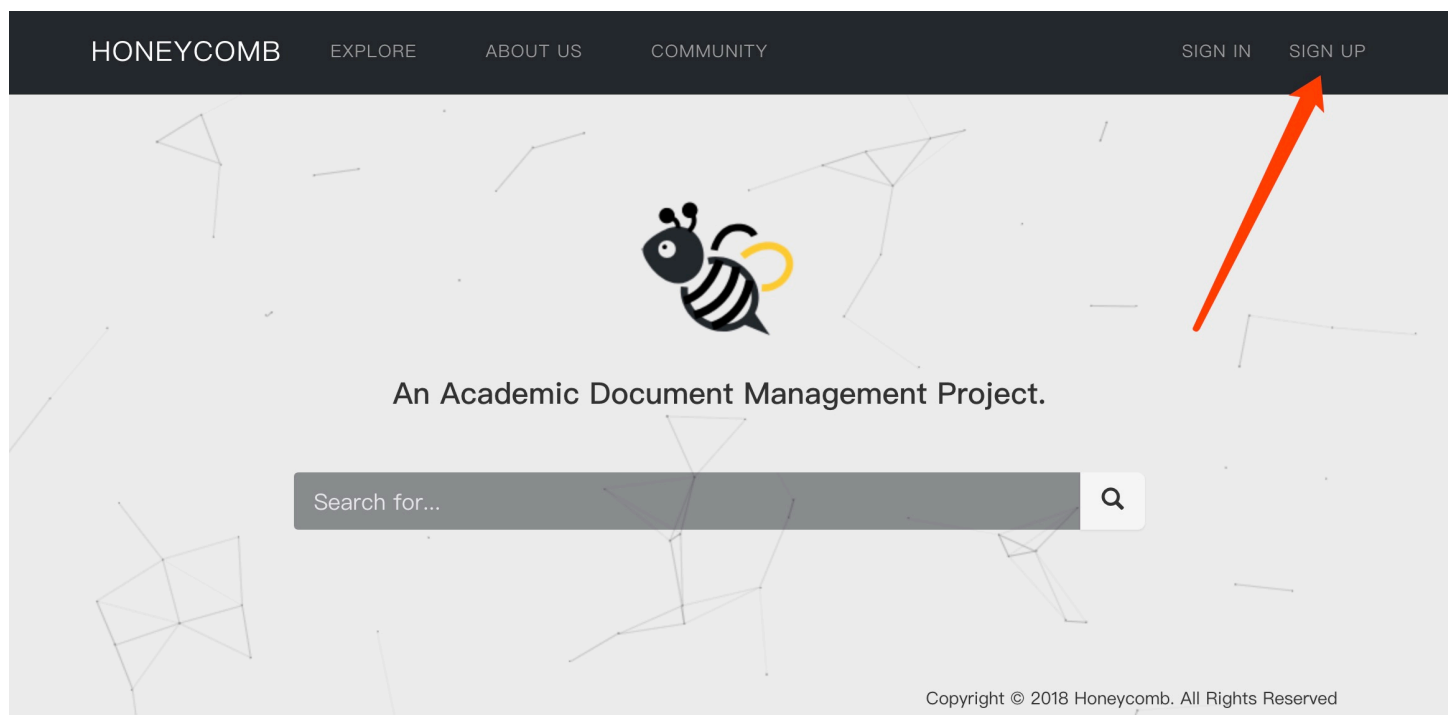 HONEYCOMB EXPLORE ABOUT US COMMUNITY SIGN IN SIGN UP
An Academic Document Management Project.
Search for...
Copyright © 2018 Honeycomb. All Rights Reserved